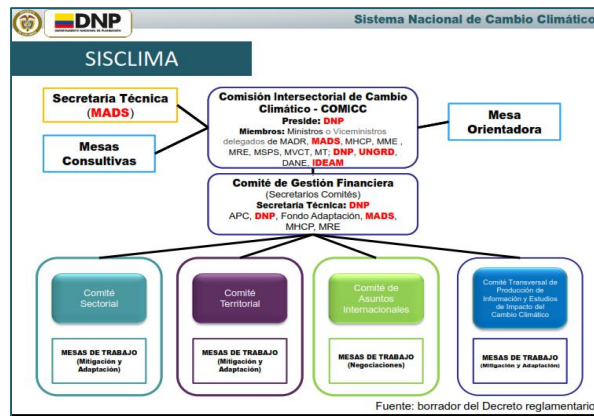 DNP
DEPARTAMENTO NACIONAL DE PLANEACIÓN
Sistema Nacional de Cambio Climático
SISCLIMA
Secretaría Técnica
(MADS)
Mesas
Consultivas
Comisión Intersectorial de Cambio
Climático - COMICC
Preside: DNP
Miembros: Ministros o Viceministros
delegados de MADR, MADS, MHCP, MME ,
MRE, MSPS, MVCT, MT; DNP, UNGRD,
DANE, IDEAM
Mesa
Orientadora
Comité de Gestión Financiera
(Secretarios Comités)
Secretaría Técnica: DNP
APC, DNP, Fondo Adaptación, MADS,
MHCP, MRE
Comité
Sectorial
MESAS DE TRABAJO
(Mitigación y
Adaptación)
Comité
Territorial
MESAS DE TRABAJO
(Mitigación y
Adaptación)
Comité de
Asuntos
Internacionales
MESAS DE TRABAJO
(Negociaciones)
Comité Transversal de
Producción de
Información y Estudios
de Impacto del
Cambio Climático
MESAS DE TRABAJO
(Mitigación y Adaptación)
Fuente: borrador del Decreto reglamentario